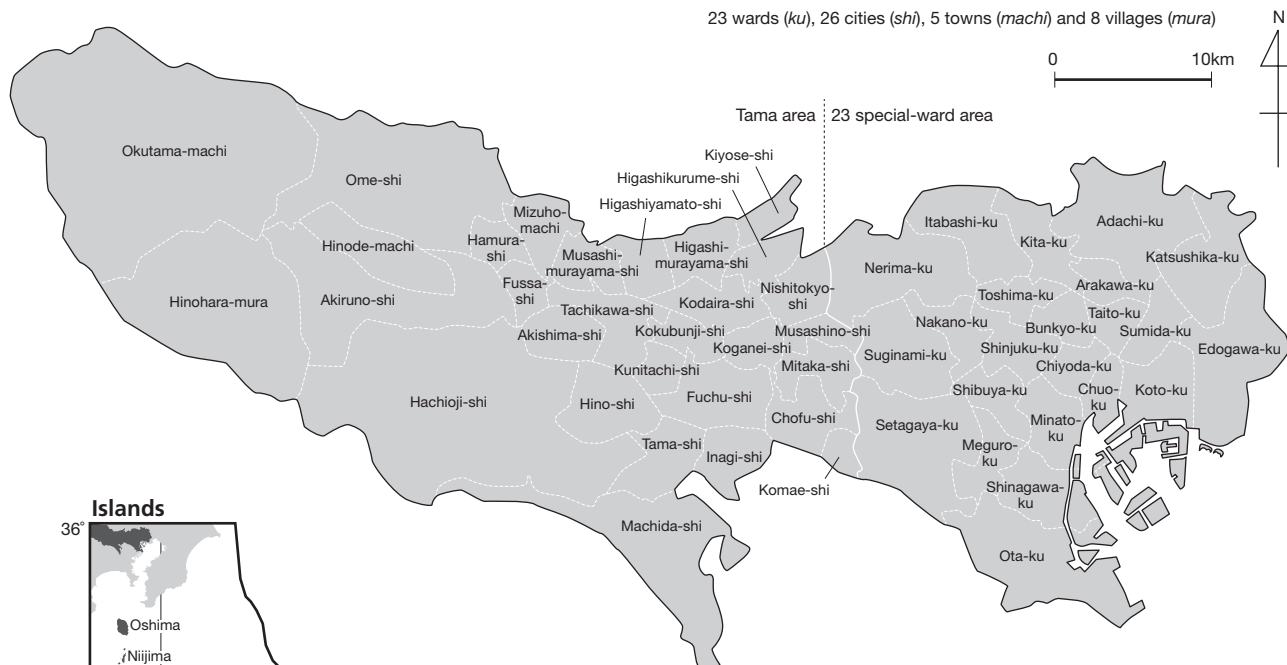 23 wards (ku), 26 cities (shi), 5 towns (machi) and 8 villages (mura)
N
0 10km
Tama area
23 special-ward area
Kiyose-shi
Higashikurume-shi
Higashiyamato-shi
Okutama-machi
Ome-shi
Mizuho-
machi
Hamura-
shi
Hinode-machi
Musashi-
murayama-shi
Higashi-
murayama-shi
Fussa-
shi
Nishitokyo-
shi
Hinohara-mura
Akiruno-shi
Tachikawa-shi
Kodaira-shi
Akishima-shi
Kokubunji-shi
Musashino-shi
Koganei-shi
Kunitachi-shi
Mitaka-shi
Hachioji-shi
Hino-shi
Fuchu-shi
Chofu-shi
Tama-shi
Inagi-shi
Komae-shi
Machida-shi
Itabashi-ku
Adachi-ku
Kita-ku
Katsushika-ku
Nerima-ku
Toshima-ku
Arakawa-ku
Taito-ku
Nakano-ku
Bunkyo-ku
Sumida-ku
Suginami-ku
Shinjuku-ku
Edogawa-ku
Chiyoda-ku
Shibuya-ku
Chuo-
ku
Koto-ku
Setagaya-ku
Minato-
ku
Meguro-
ku
Shinagawa-
ku
Ota-ku
Islands
36°
Oshima
Niijima